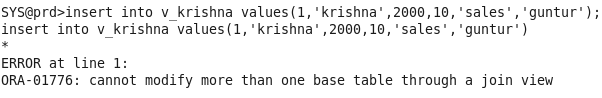 SYS@prd>insert into v_krishna values(1,'krishna',2000,10,'sales','guntur');
insert into v_krishna values(1,'krishna',2000,10,'sales','guntur')
*
ERROR at line 1:
ORA-01776: cannot modify more than one base table through a join view